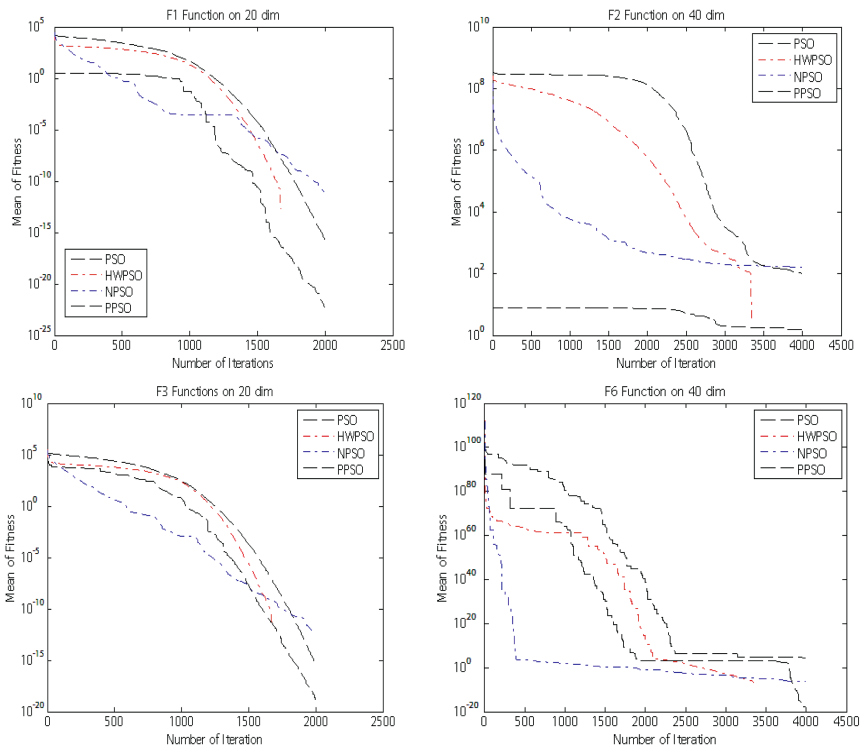 F1 Function on 20 dim
10^5
10^0
10^-5
10^-10
10^-15
10^-20
10^-25
Mean of Fitness
PSO
HWPSO
NPSO
PPSO
0 500 1000 1500 2000 2500
Number of Iterations
F2 Function on 40 dim
10^10
10^8
10^6
10^4
10^2
10^0
Mean of Fitness
PSO
HWPSO
NPSO
PPSO
0 500 1000 1500 2000 2500 3000 3500 4000 4500
Number of Iteration
F3 Functions on 20 dim
10^10
10^5
10^0
10^-5
10^-10
10^-15
10^-20
Mean of Fitness
PSO
HWPSO
NPSO
PPSO
0 500 1000 1500 2000 2500
Number of Iteration
F6 Function on 40 dim
10^120
10^100
10^80
10^60
10^40
10^20
10^0
10^-20
Mean of Fitness
PSO
HWPSO
NPSO
PPSO
0 500 1000 1500 2000 2500 3000 3500 4000 4500
Number of Iteration